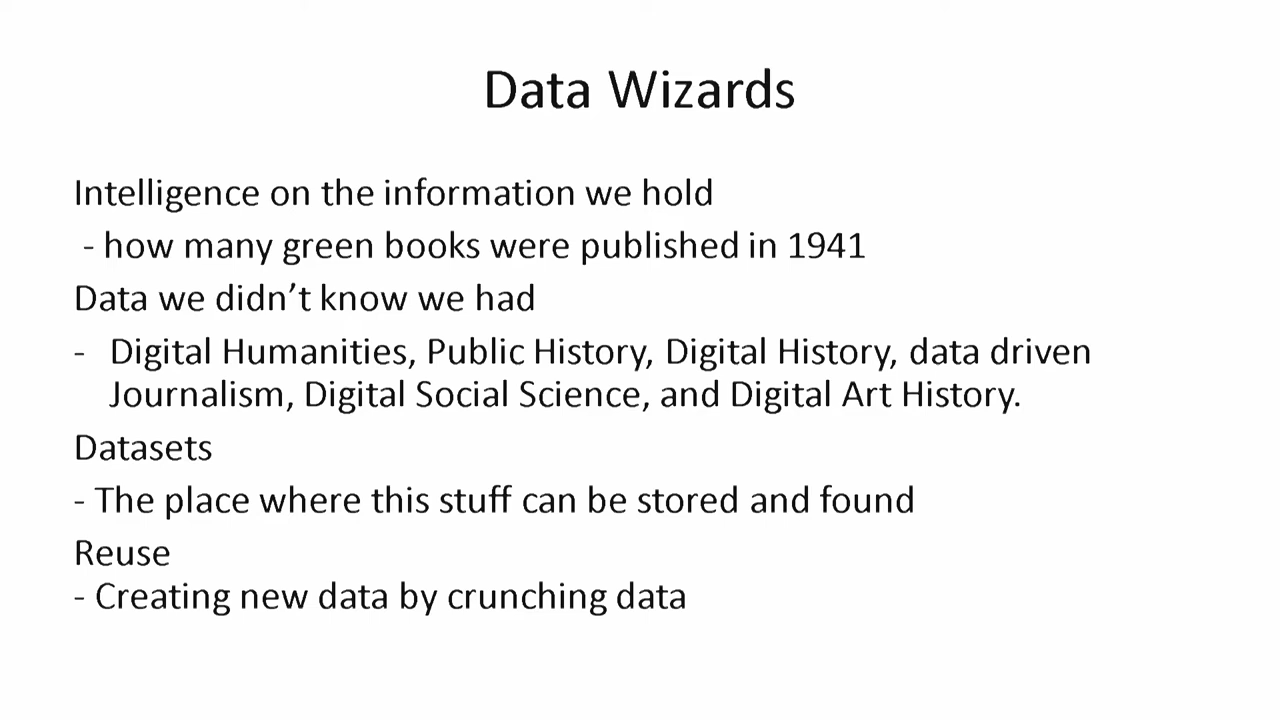 Data Wizards
Intelligence on the information we hold
- how many green books were published in 1941
Data we didn’t know we had
- Digital Humanities, Public History, Digital History, data driven
Journalism, Digital Social Science, and Digital Art History.
Datasets
- The place where this stuff can be stored and found
Reuse
- Creating new data by crunching data